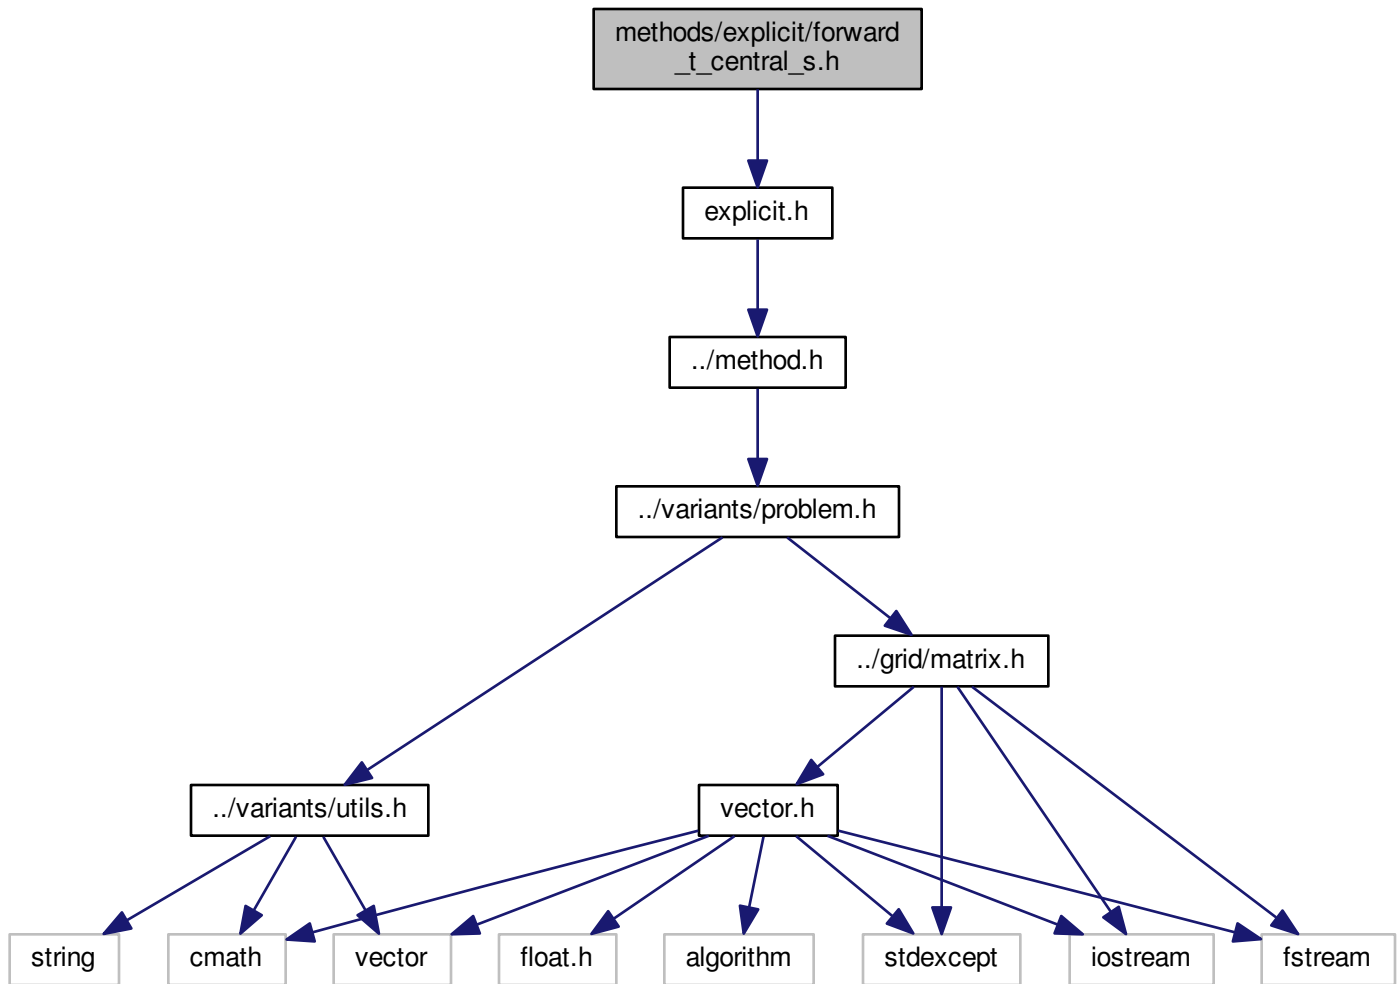 methods/explicit/forward
_t_central_s.h
explicit.h
../method.h
../variants/problem.h
../grid/matrix.h
../variants/utils.h
vector.h
string
cmath
vector
float.h
algorithm
stdexcept
iostream
fstream